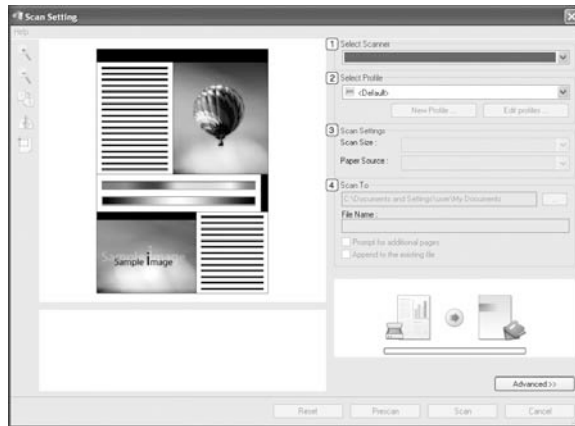 Scan Setting
Help
1 Select Scanner
2 Select Profile
<Default>
New Profile ...
Edit profiles ...
3 Scan Settings
Scan Size :
Paper Source :
4 Scan To
C:\Documents and Settings\user\My Documents
...
File Name :
Prompt for additional pages
Append to the existing file
Sample image
Advanced >>
Reset
Prescan
Scan
Cancel